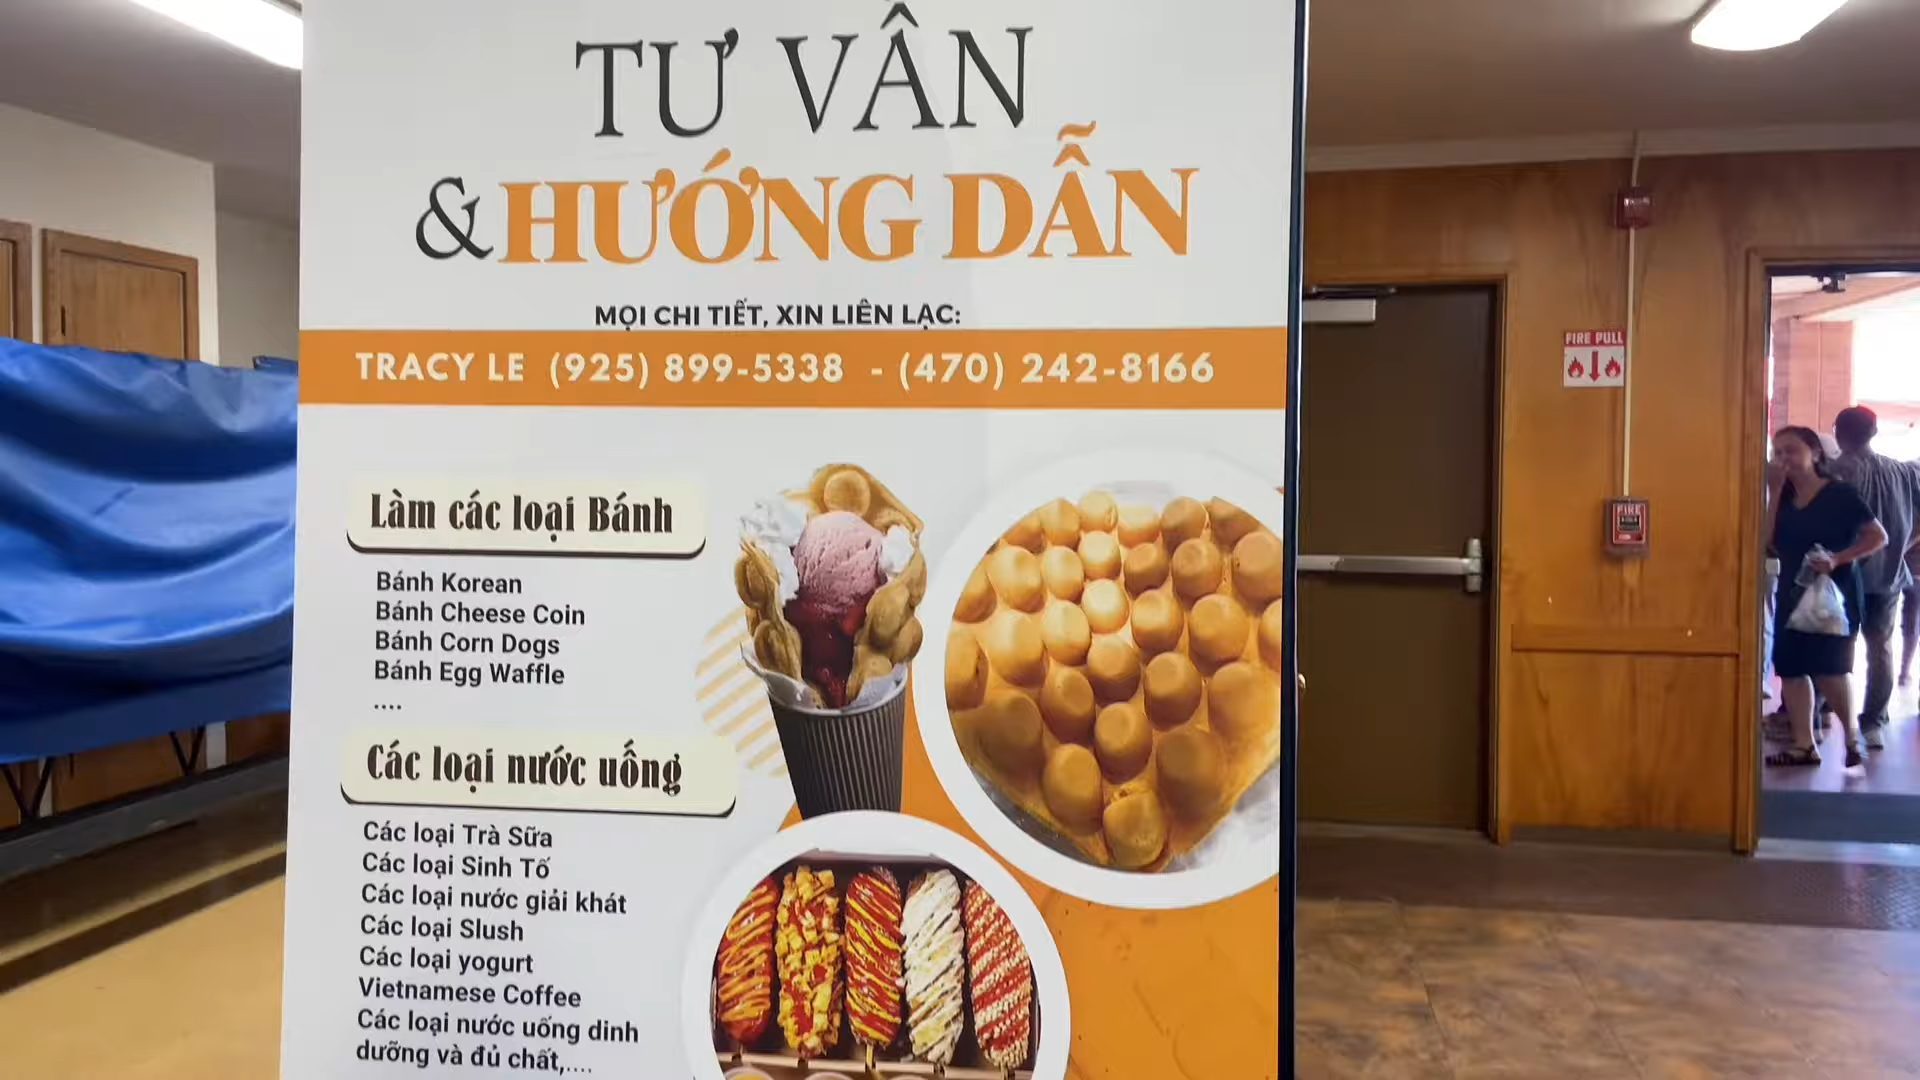 TƯ VẤN
& HƯỚNG DẪN
MỌI CHI TIẾT, XIN LIÊN LẠC:
TRACY LE (925) 899-5338 - (470) 242-8166
Làm các loại Bánh
Bánh Korean
Bánh Cheese Coin
Bánh Corn Dogs
Bánh Egg Waffle
....
Các loại nước uống
Các loại Trà Sữa
Các loại Sinh Tố
Các loại nước giải khát
Các loại Slush
Các loại yogurt
Vietnamese Coffee
Các loại nước uống dinh
dưỡng và đủ chất,....
FIRE PULL
FIRE